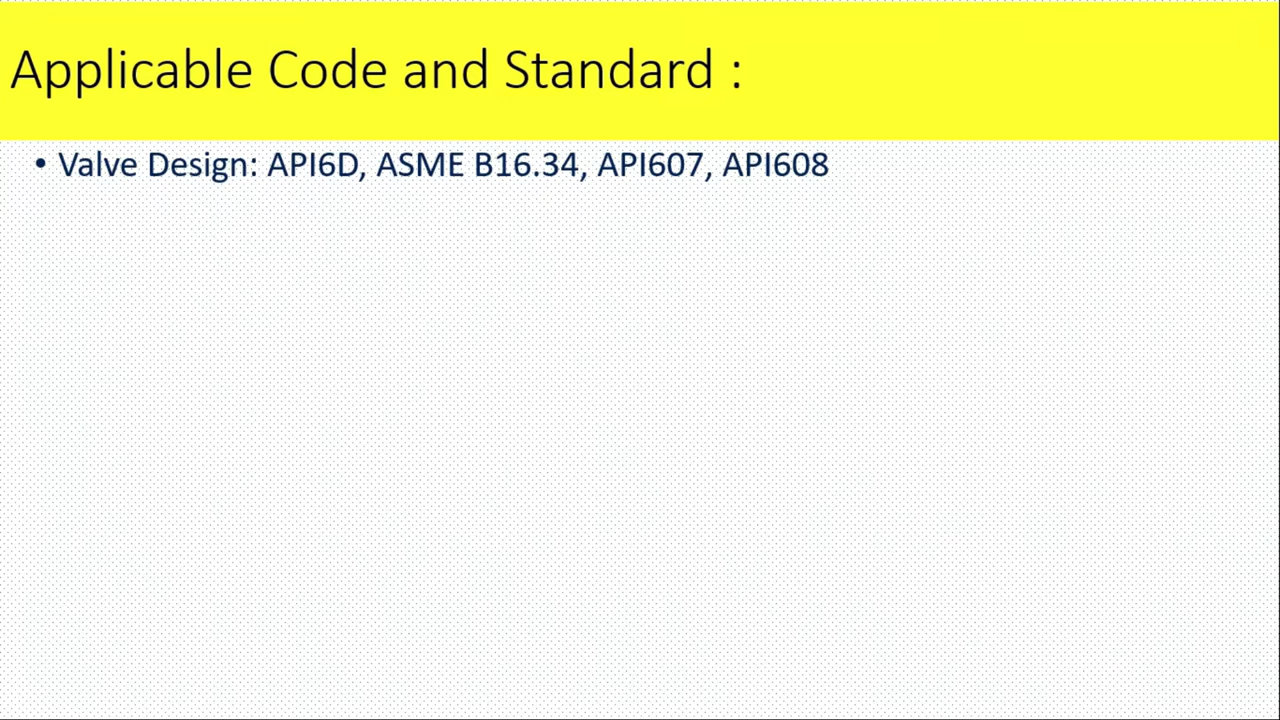 Applicable Code and Standard :
• Valve Design: API6D, ASME B16.34, API607, API608